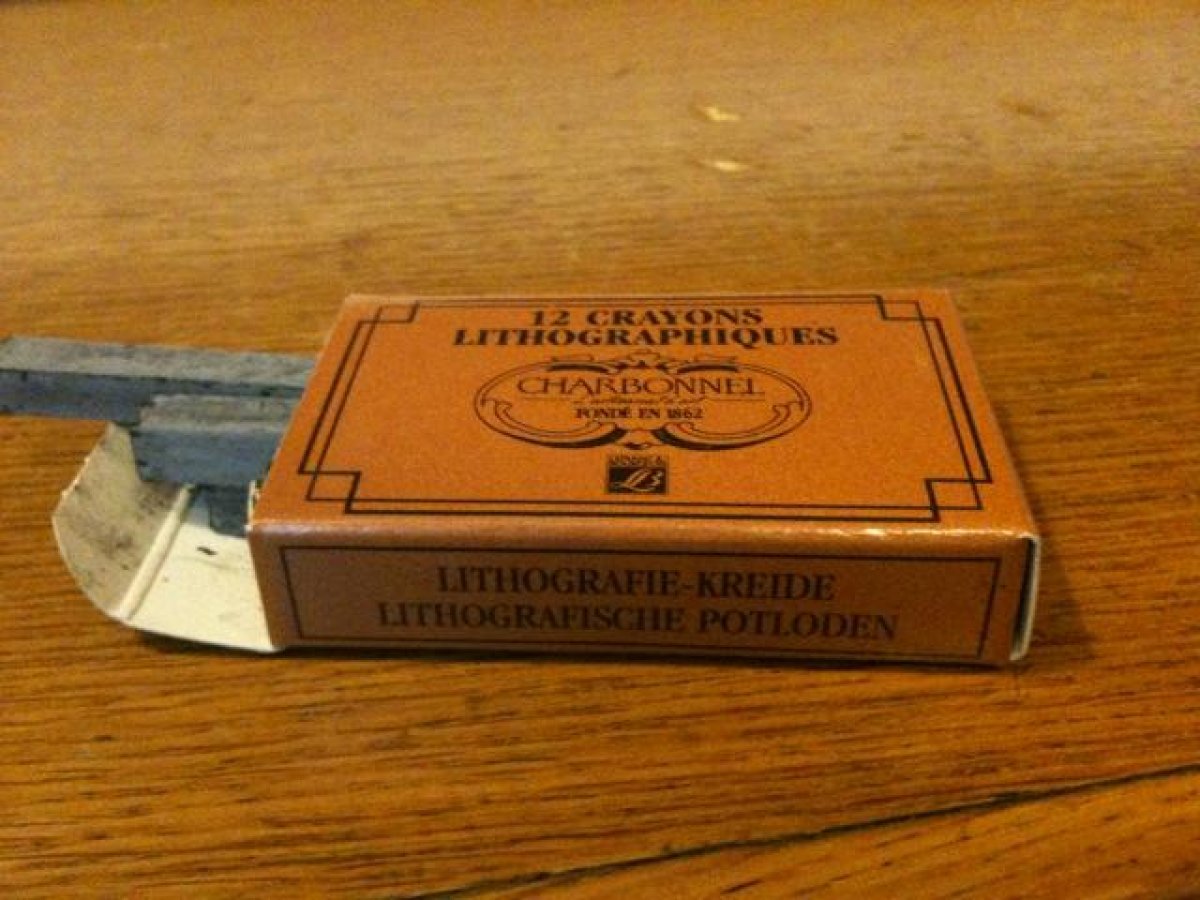 12 CRAYONS
LITHOGRAPHIQUES
CHARBONNEL
FONDÉ EN 1862
LITHOGRAFIE-KREIDE
LITHOGRAFISCHE POTLODEN